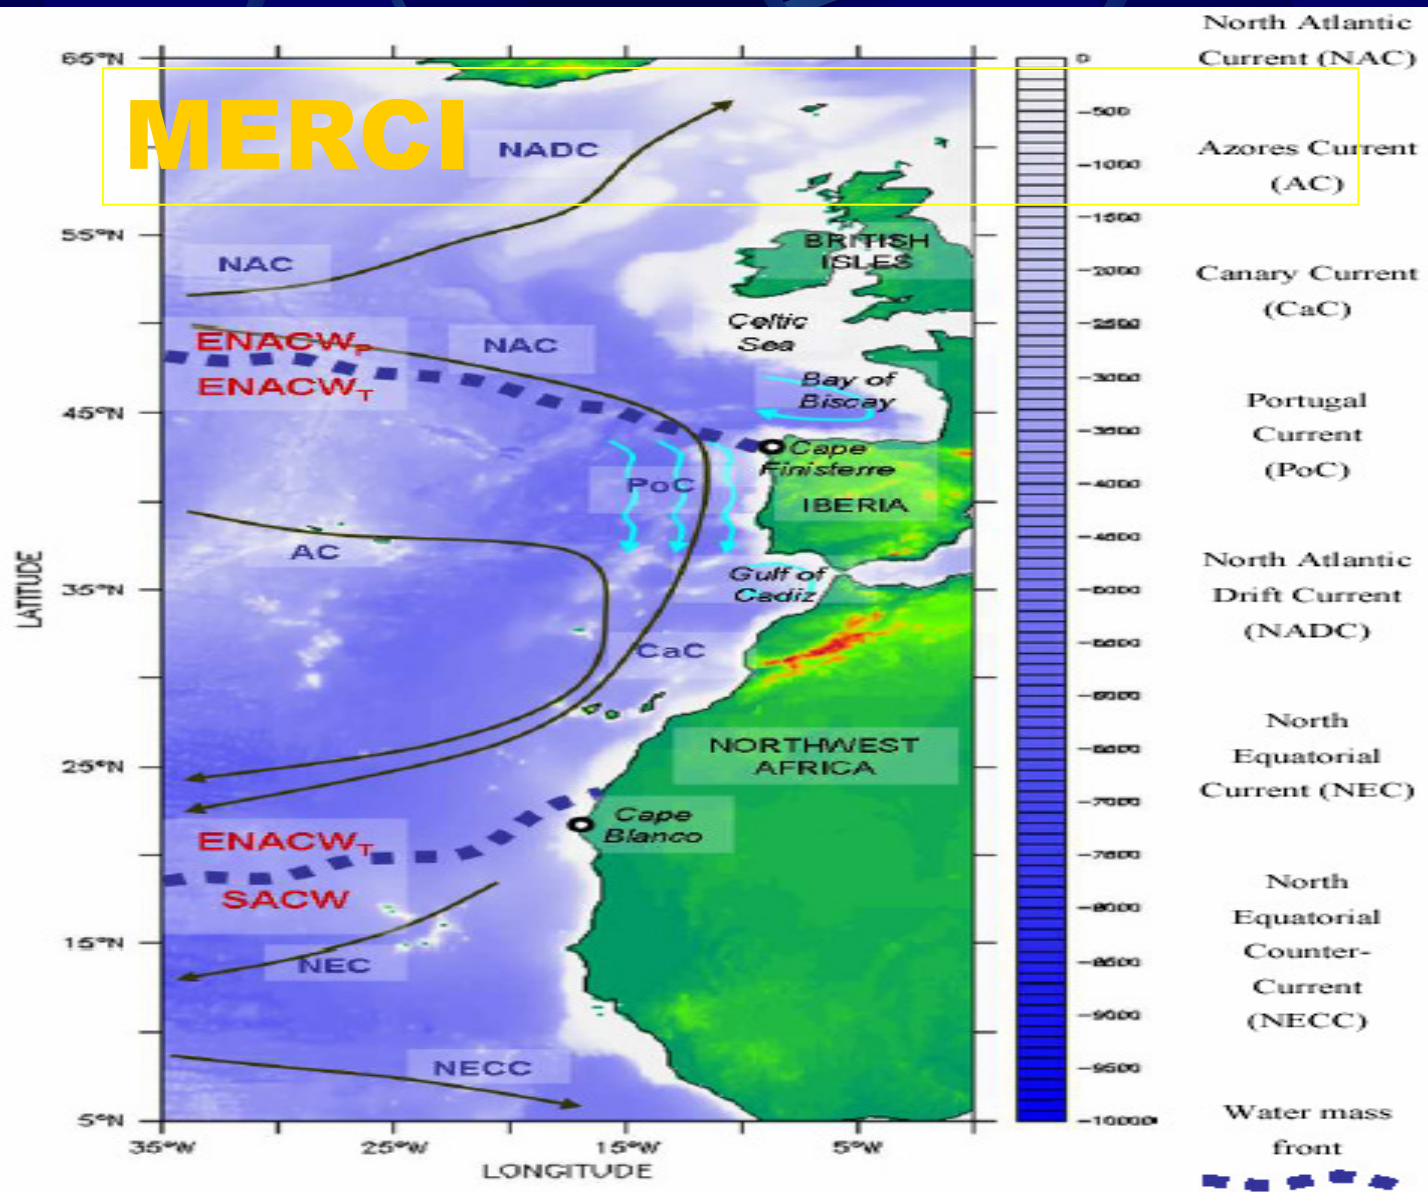 North Atlantic
Current (NAC)
MERCI
65°N
55°N
45°N
35°N
25°N
15°N
5°N
LATITUDE
35°W
25°W
15°W
5°W
LONGITUDE
NADC
NAC
BRITISH
ISLES
Celtic
Sea
NAC
ENACWP
ENACWT
Bay of
Biscay
Cape
Finisterre
PoC
IBERIA
AC
Gulf of
Cadiz
CaC
NORTHWEST
AFRICA
Cape
Blanco
ENACWT
SACW
NEC
NECC
0
-500
-1000
-1500
-2000
-2500
-3000
-3500
-4000
-4500
-5000
-5500
-6000
-6500
-7000
-7500
-8000
-8500
-9000
-9500
-10000
Azores Current
(AC)
Canary Current
(CaC)
Portugal
Current
(PoC)
North Atlantic
Drift Current
(NADC)
North
Equatorial
Current (NEC)
North
Equatorial
Counter-
Current
(NECC)
Water mass
front